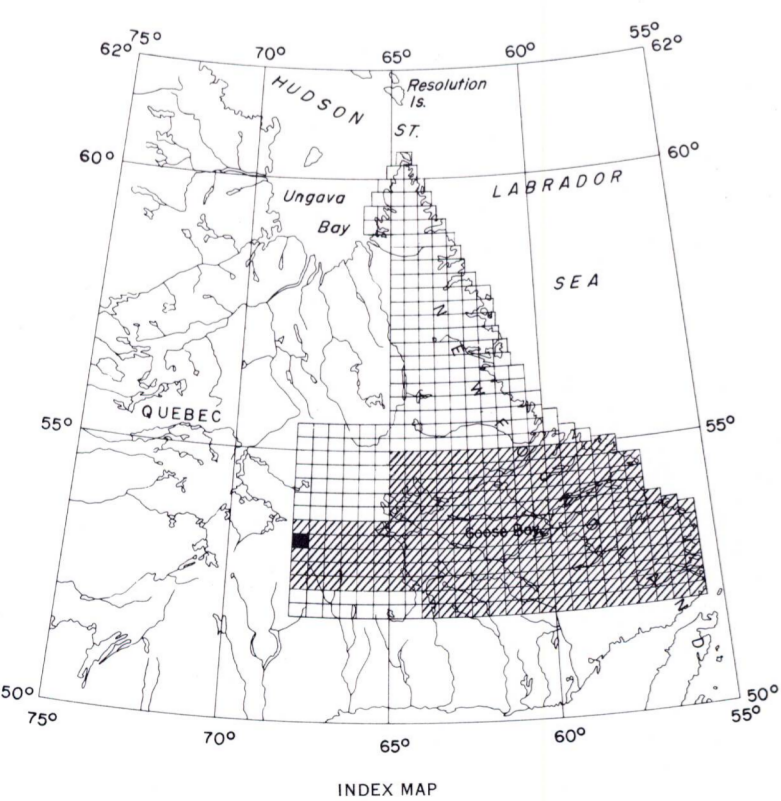 75° 70° 65° 60° 55°
62° 62°
HUDSON
Resolution
Is.
ST.
60° 60°
LABRADOR
Ungava
Bay
SEA
QUEBEC
55° 55°
Goose Bay
50° 50°
75° 70° 65° 60° 55°
INDEX MAP